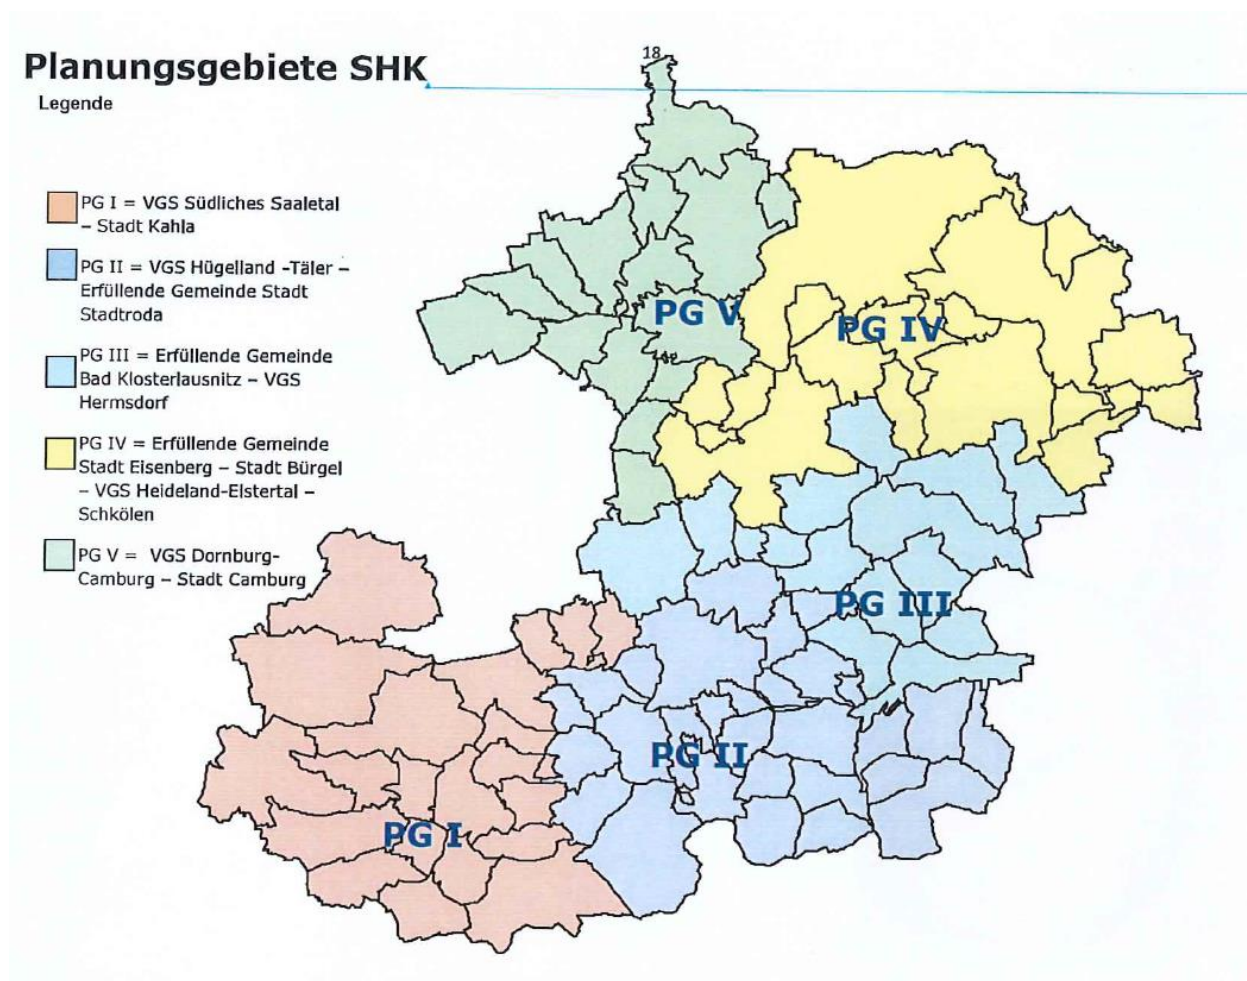 Planungsgebiete SHK
Legende
18
PG I = VGS Südliches Saaletal
– Stadt Kahla
PG II = VGS Hügelland -Täler –
Erfüllende Gemeinde Stadt
Stadtroda
PG III = Erfüllende Gemeinde
Bad Klosterlausnitz – VGS
Hermsdorf
PG IV = Erfüllende Gemeinde
Stadt Eisenberg – Stadt Bürgel
– VGS Heideland-Elstertal –
Schkölen
PG V = VGS Dornburg-
Camburg – Stadt Camburg
PG V
PG IV
PG III
PG II
PG I